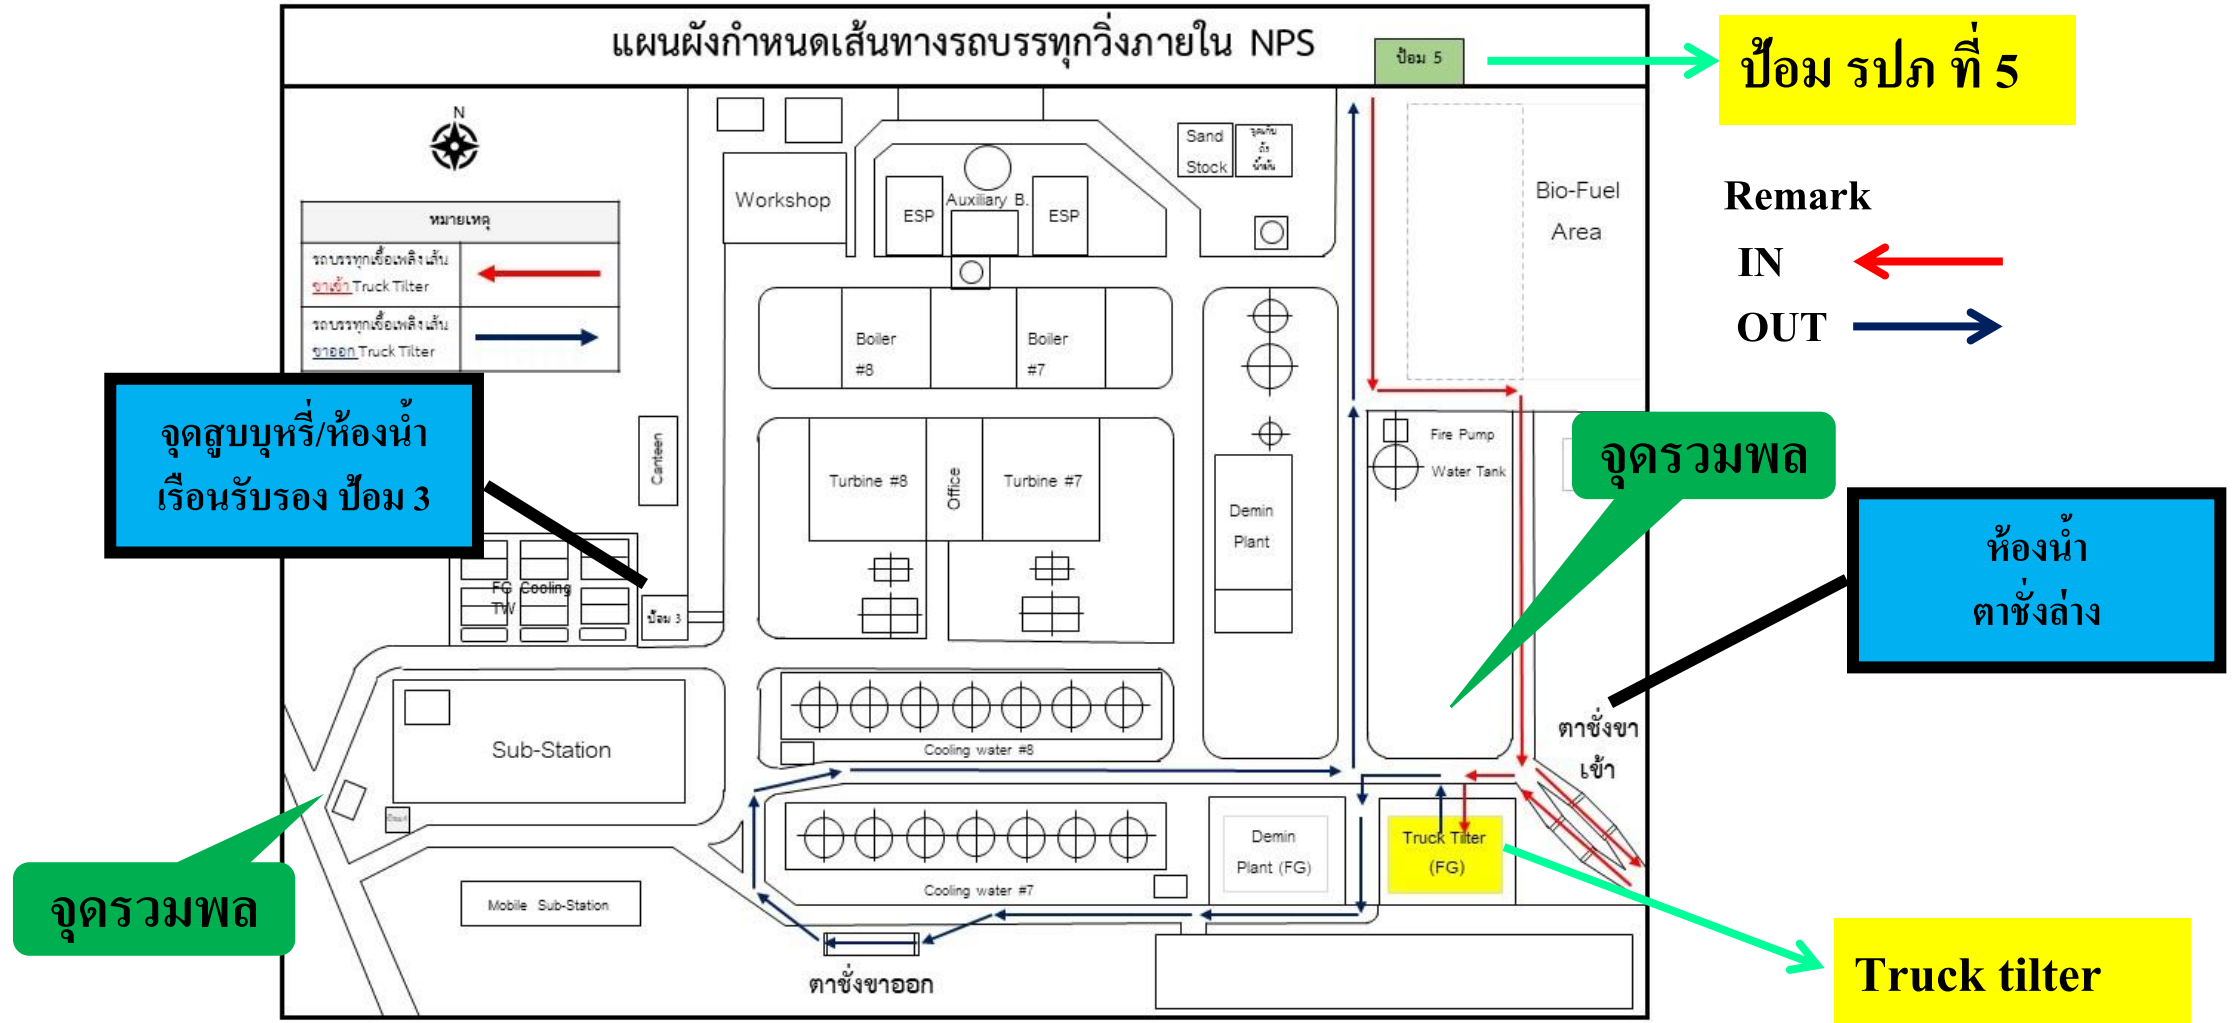 แผนผังกำหนดเส้นทางรถบรรทุกวิ่งภายใน NPS
ป้อม 5
ป้อม รปภ ที่ 5
N
Remark
IN
OUT
หมายเหตุ
รถบรรทุกเชื้อเพลิงเส้น
ขาเข้า Truck Tilter
รถบรรทุกเชื้อเพลิงเส้น
ขาออก Truck Tilter
Workshop
ESP
Auxiliary B.
ESP
Sand
Stock
จุดเก็บ
ถัง
น้ำมัน
Bio-Fuel
Area
Boiler
#8
Boiler
#7
จุดสูบบุหรี่/ห้องน้ำ
เรือนรับรอง ป้อม 3
Canteen
Turbine #8
Office
Turbine #7
Demin
Plant
Fire Pump
Water Tank
จุดรวมพล
ห้องน้ำ
ตาชั่งล่าง
FG Cooling
TW
ป้อม 3
Sub-Station
Cooling water #8
ตาชั่งขา
เข้า
Demin
Plant (FG)
Truck Tilter
(FG)
Cooling water #7
Mobile Sub-Station
จุดรวมพล
ตาชั่งขาออก
Truck tilter